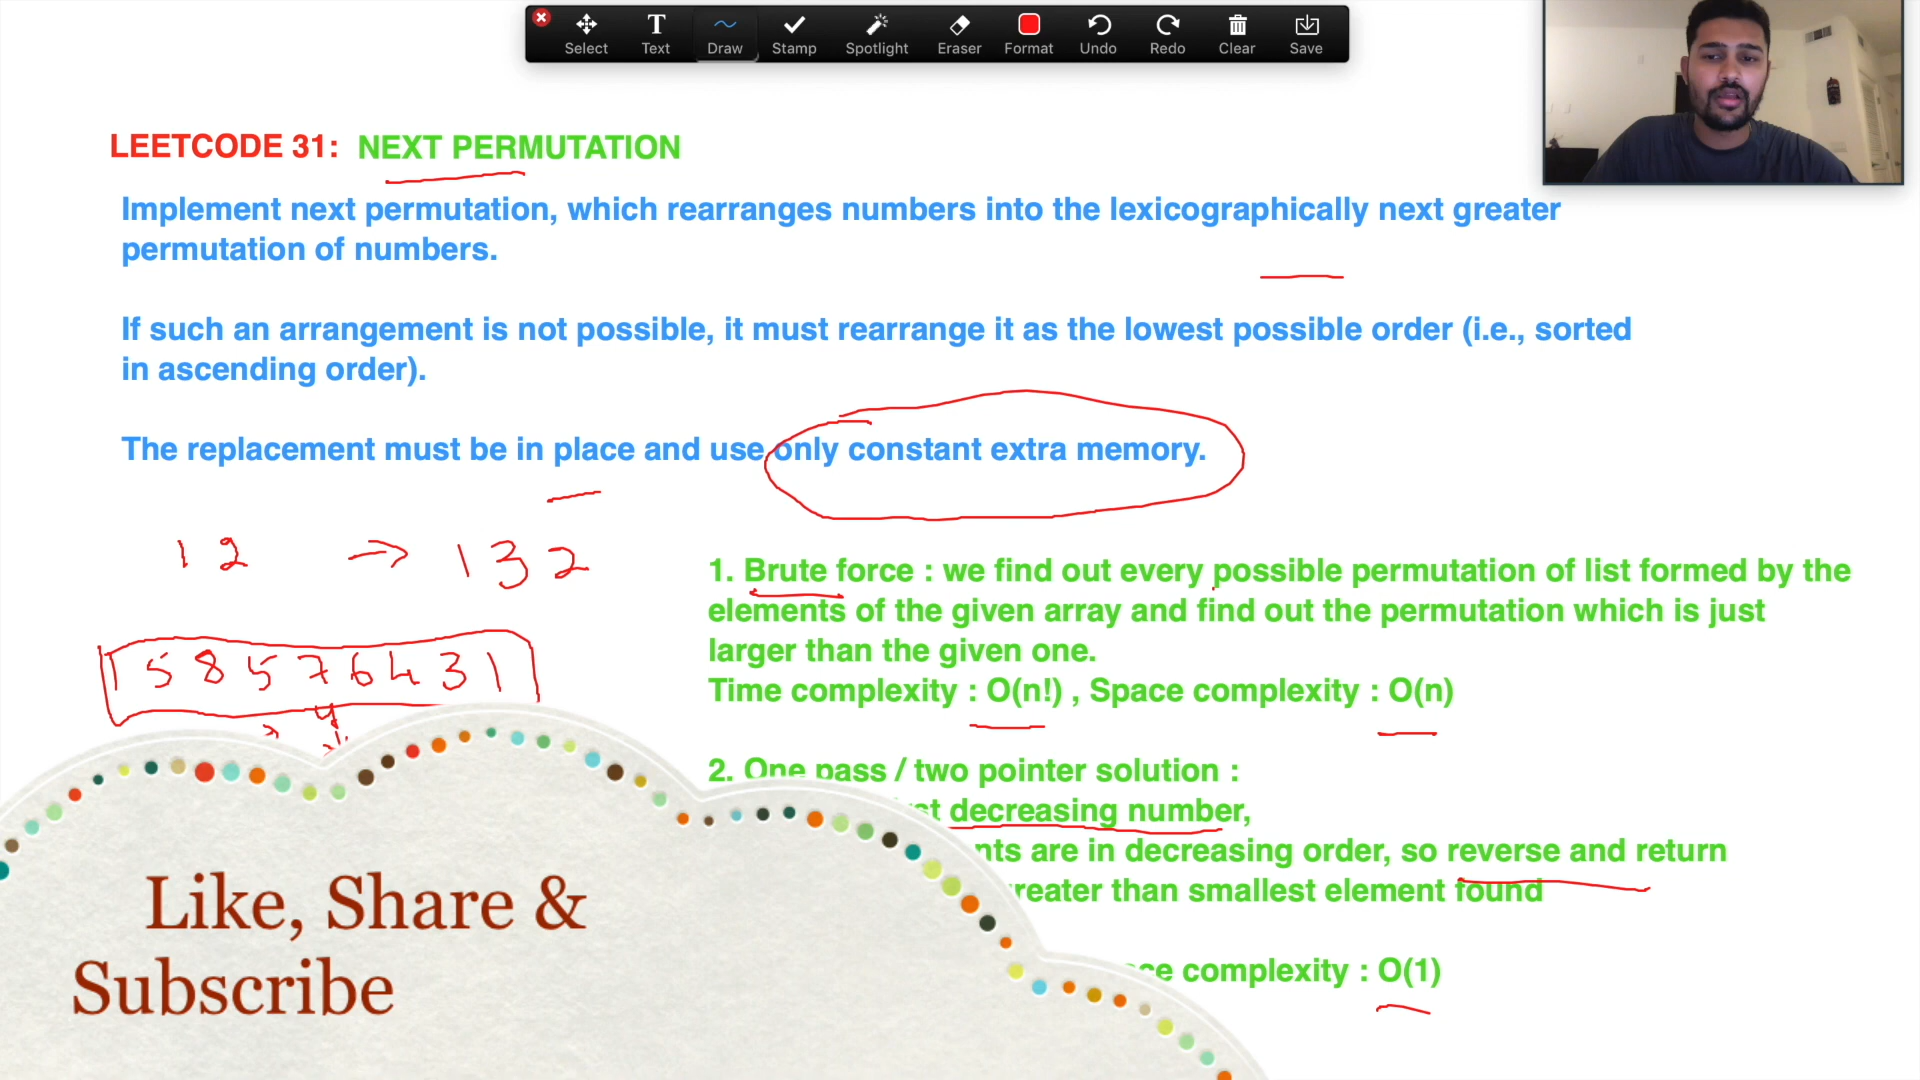 Select Text Draw Stamp Spotlight Eraser Format Undo Redo Clear Save
LEETCODE 31: NEXT PERMUTATION
Implement next permutation, which rearranges numbers into the lexicographically next greater
permutation of numbers.
If such an arrangement is not possible, it must rearrange it as the lowest possible order (i.e., sorted
in ascending order).
The replacement must be in place and use only constant extra memory.
1 2 → 1 3 2
1 5 8 5 7 6 4 3 1
1. Brute force : we find out every possible permutation of list formed by the
elements of the given array and find out the permutation which is just
larger than the given one.
Time complexity : O(n!) , Space complexity : O(n)
2. One pass / two pointer solution :
decreasing number,
are in decreasing order, so reverse and return
than smallest element found
complexity : O(1)
Like, Share &
Subscribe